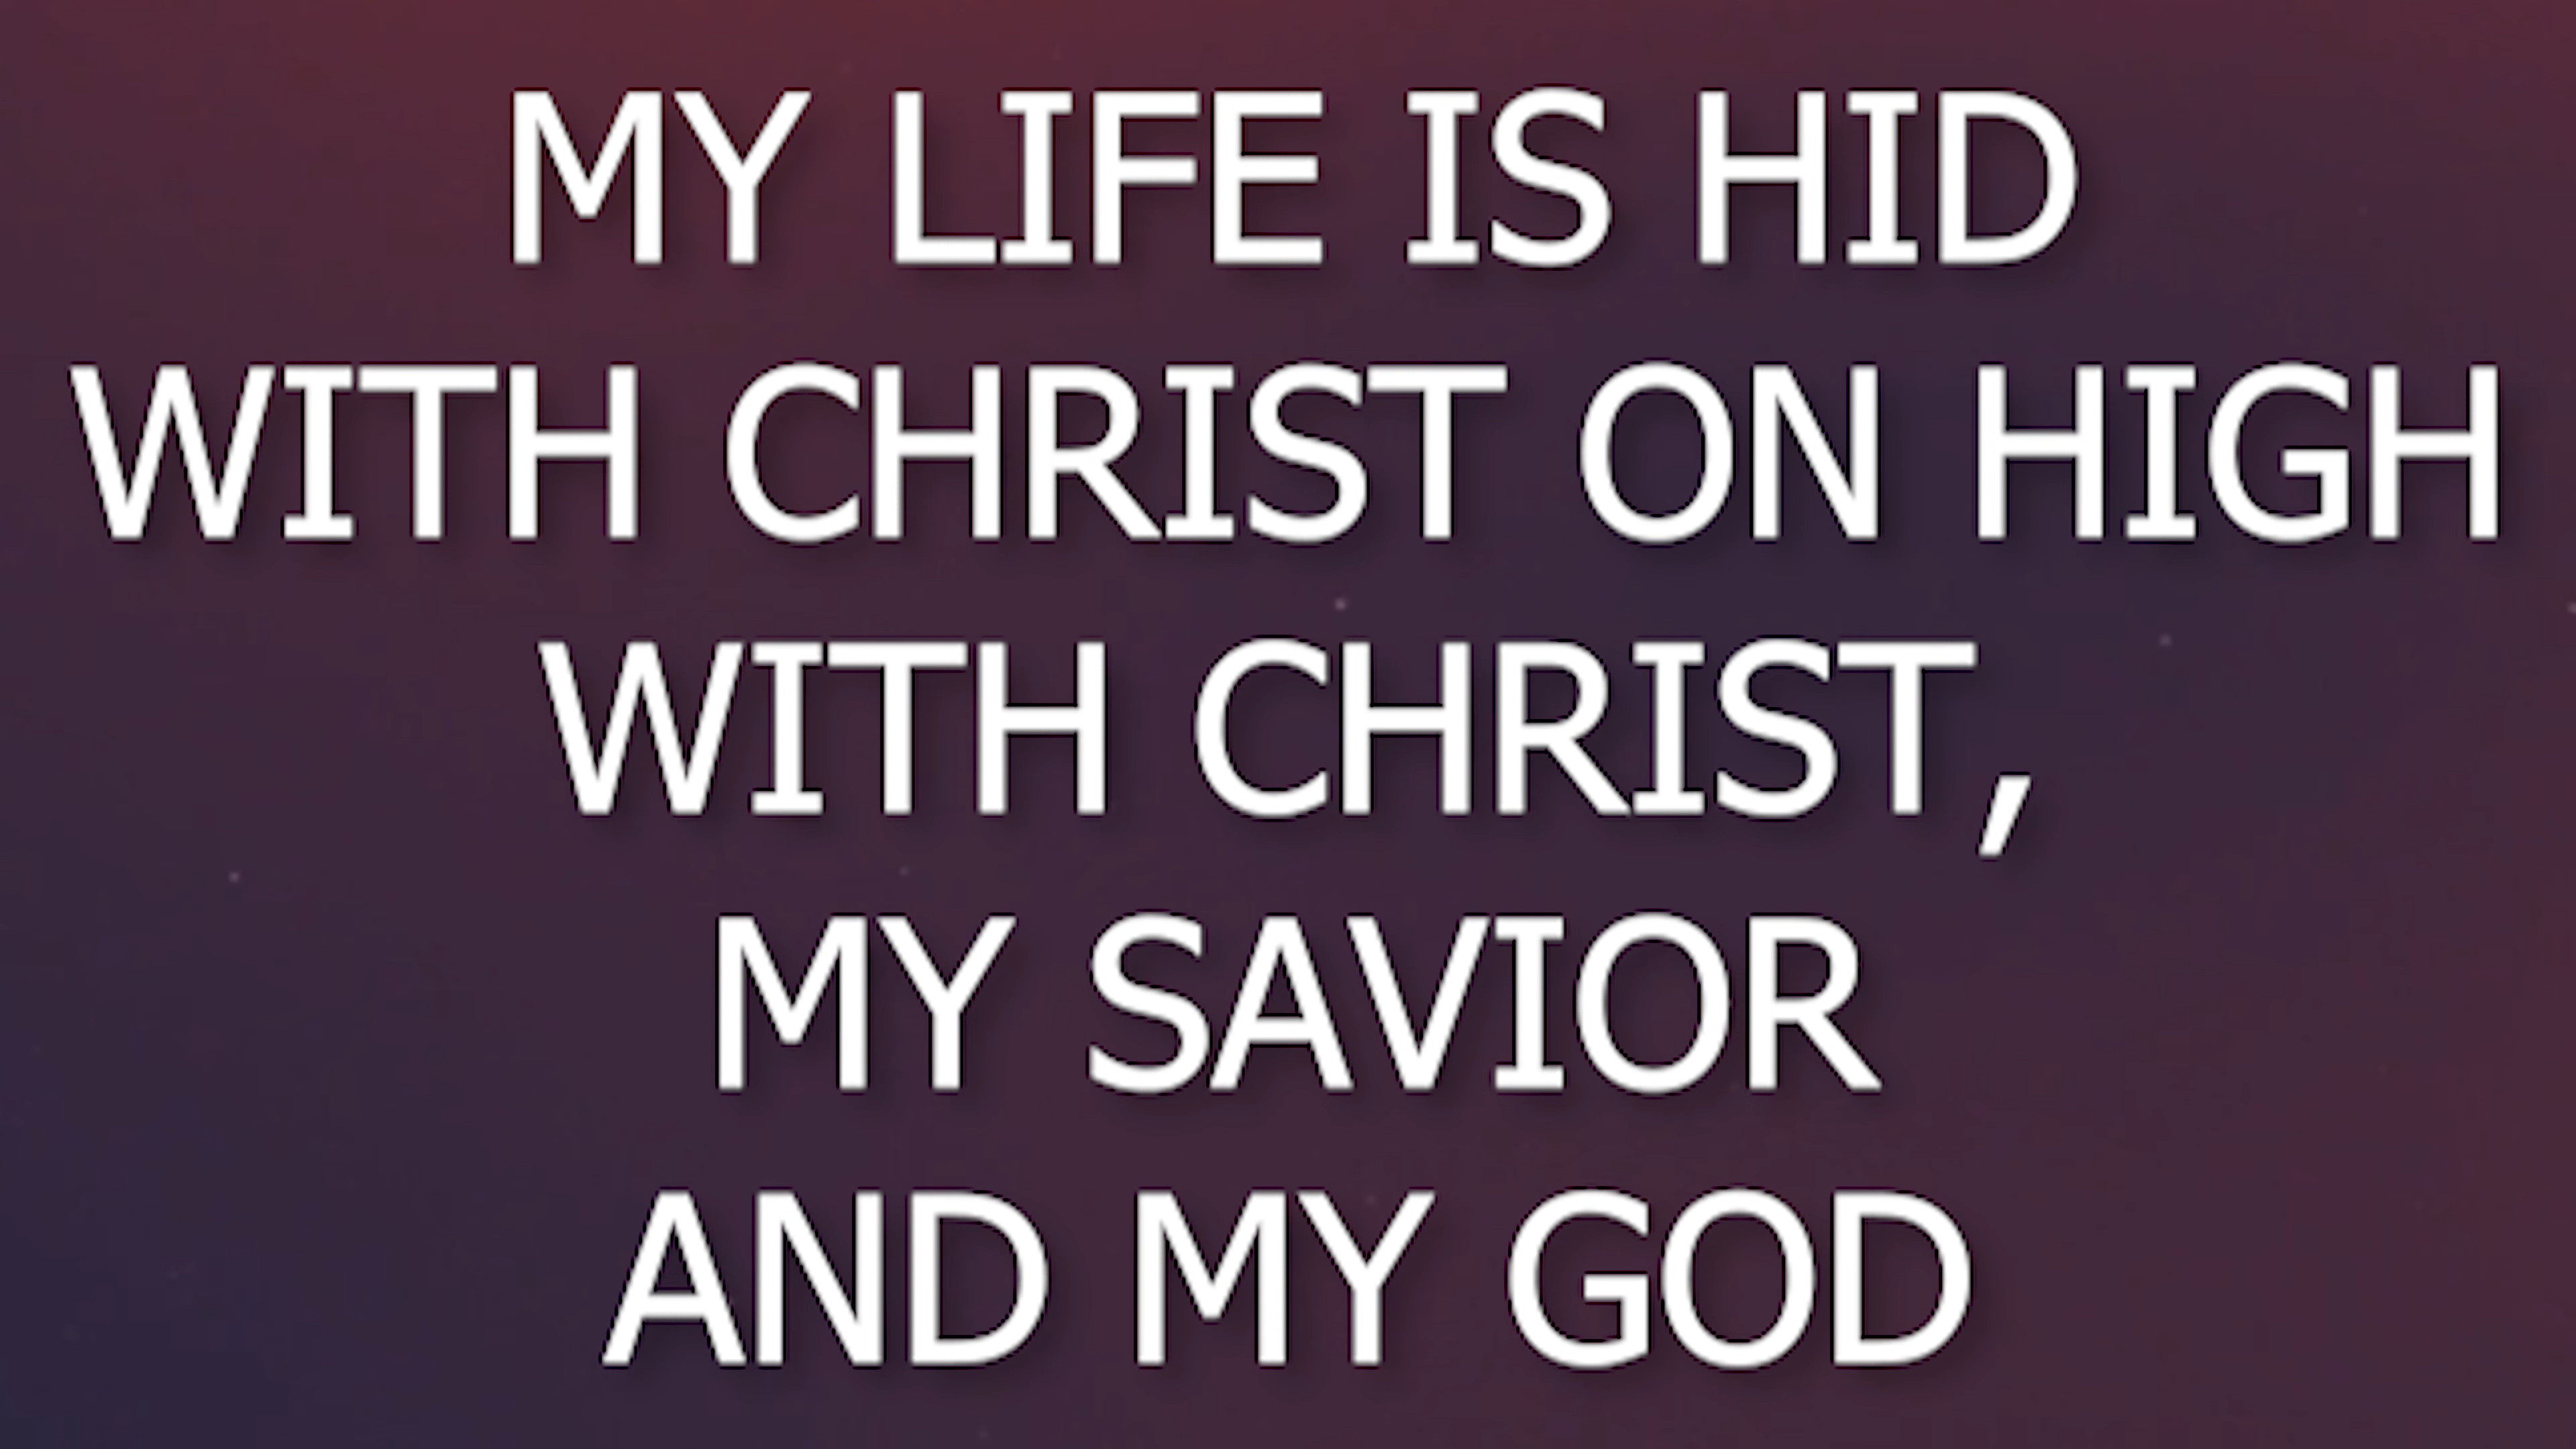 MY LIFE IS HID
WITH CHRIST ON HIGH
WITH CHRIST,
MY SAVIOR
AND MY GOD